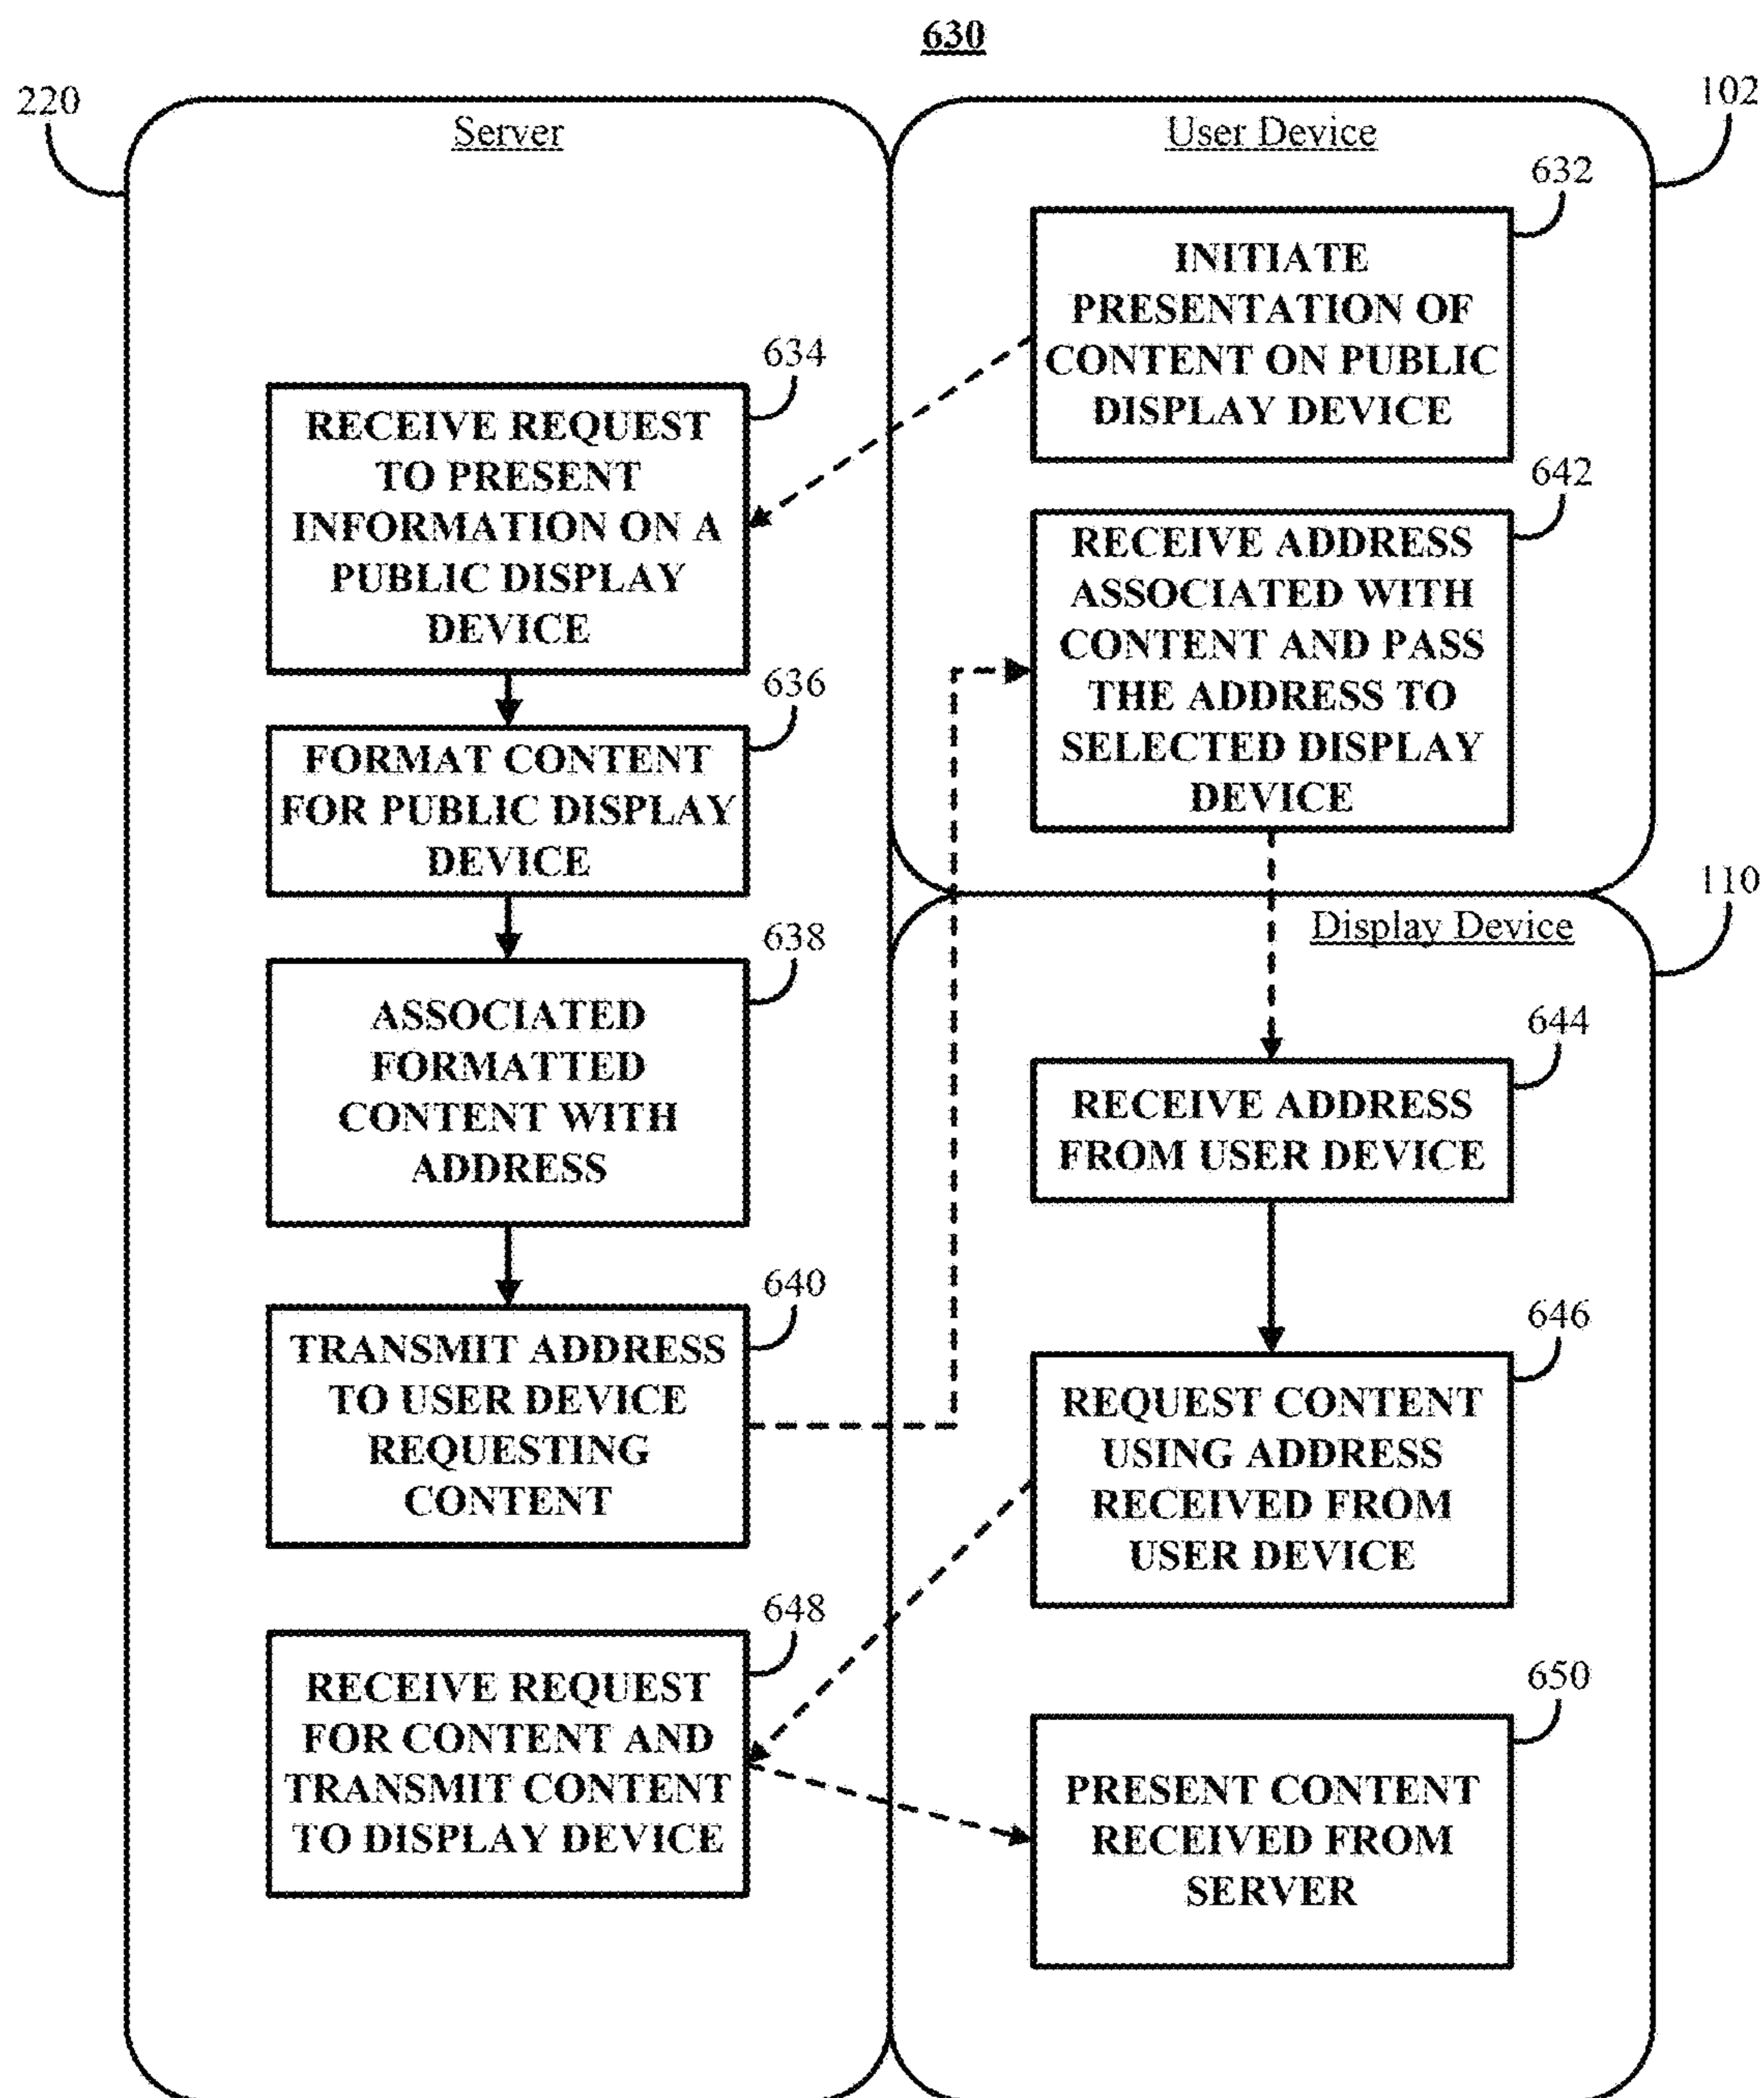 630
220
Server
634
RECEIVE REQUEST
TO PRESENT
INFORMATION ON A
PUBLIC DISPLAY
DEVICE
636
FORMAT CONTENT
FOR PUBLIC DISPLAY
DEVICE
638
ASSOCIATED
FORMATTED
CONTENT WITH
ADDRESS
640
TRANSMIT ADDRESS
TO USER DEVICE
REQUESTING
CONTENT
648
RECEIVE REQUEST
FOR CONTENT AND
TRANSMIT CONTENT
TO DISPLAY DEVICE
102
User Device
632
INITIATE
PRESENTATION OF
CONTENT ON PUBLIC
DISPLAY DEVICE
642
RECEIVE ADDRESS
ASSOCIATED WITH
CONTENT AND PASS
THE ADDRESS TO
SELECTED DISPLAY
DEVICE
110
Display Device
644
RECEIVE ADDRESS
FROM USER DEVICE
646
REQUEST CONTENT
USING ADDRESS
RECEIVED FROM
USER DEVICE
650
PRESENT CONTENT
RECEIVED FROM
SERVER